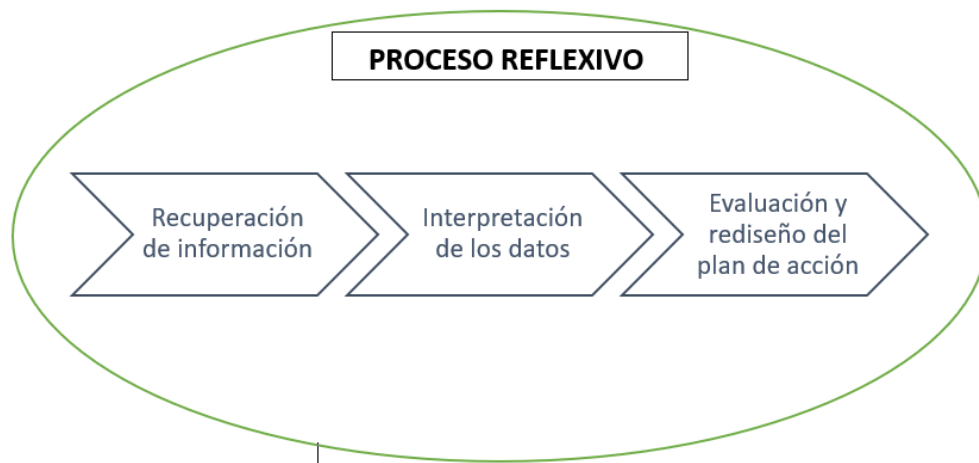 PROCESO REFLEXIVO
Recuperación
de información
Interpretación
de los datos
Evaluación y
rediseño del
plan de acción